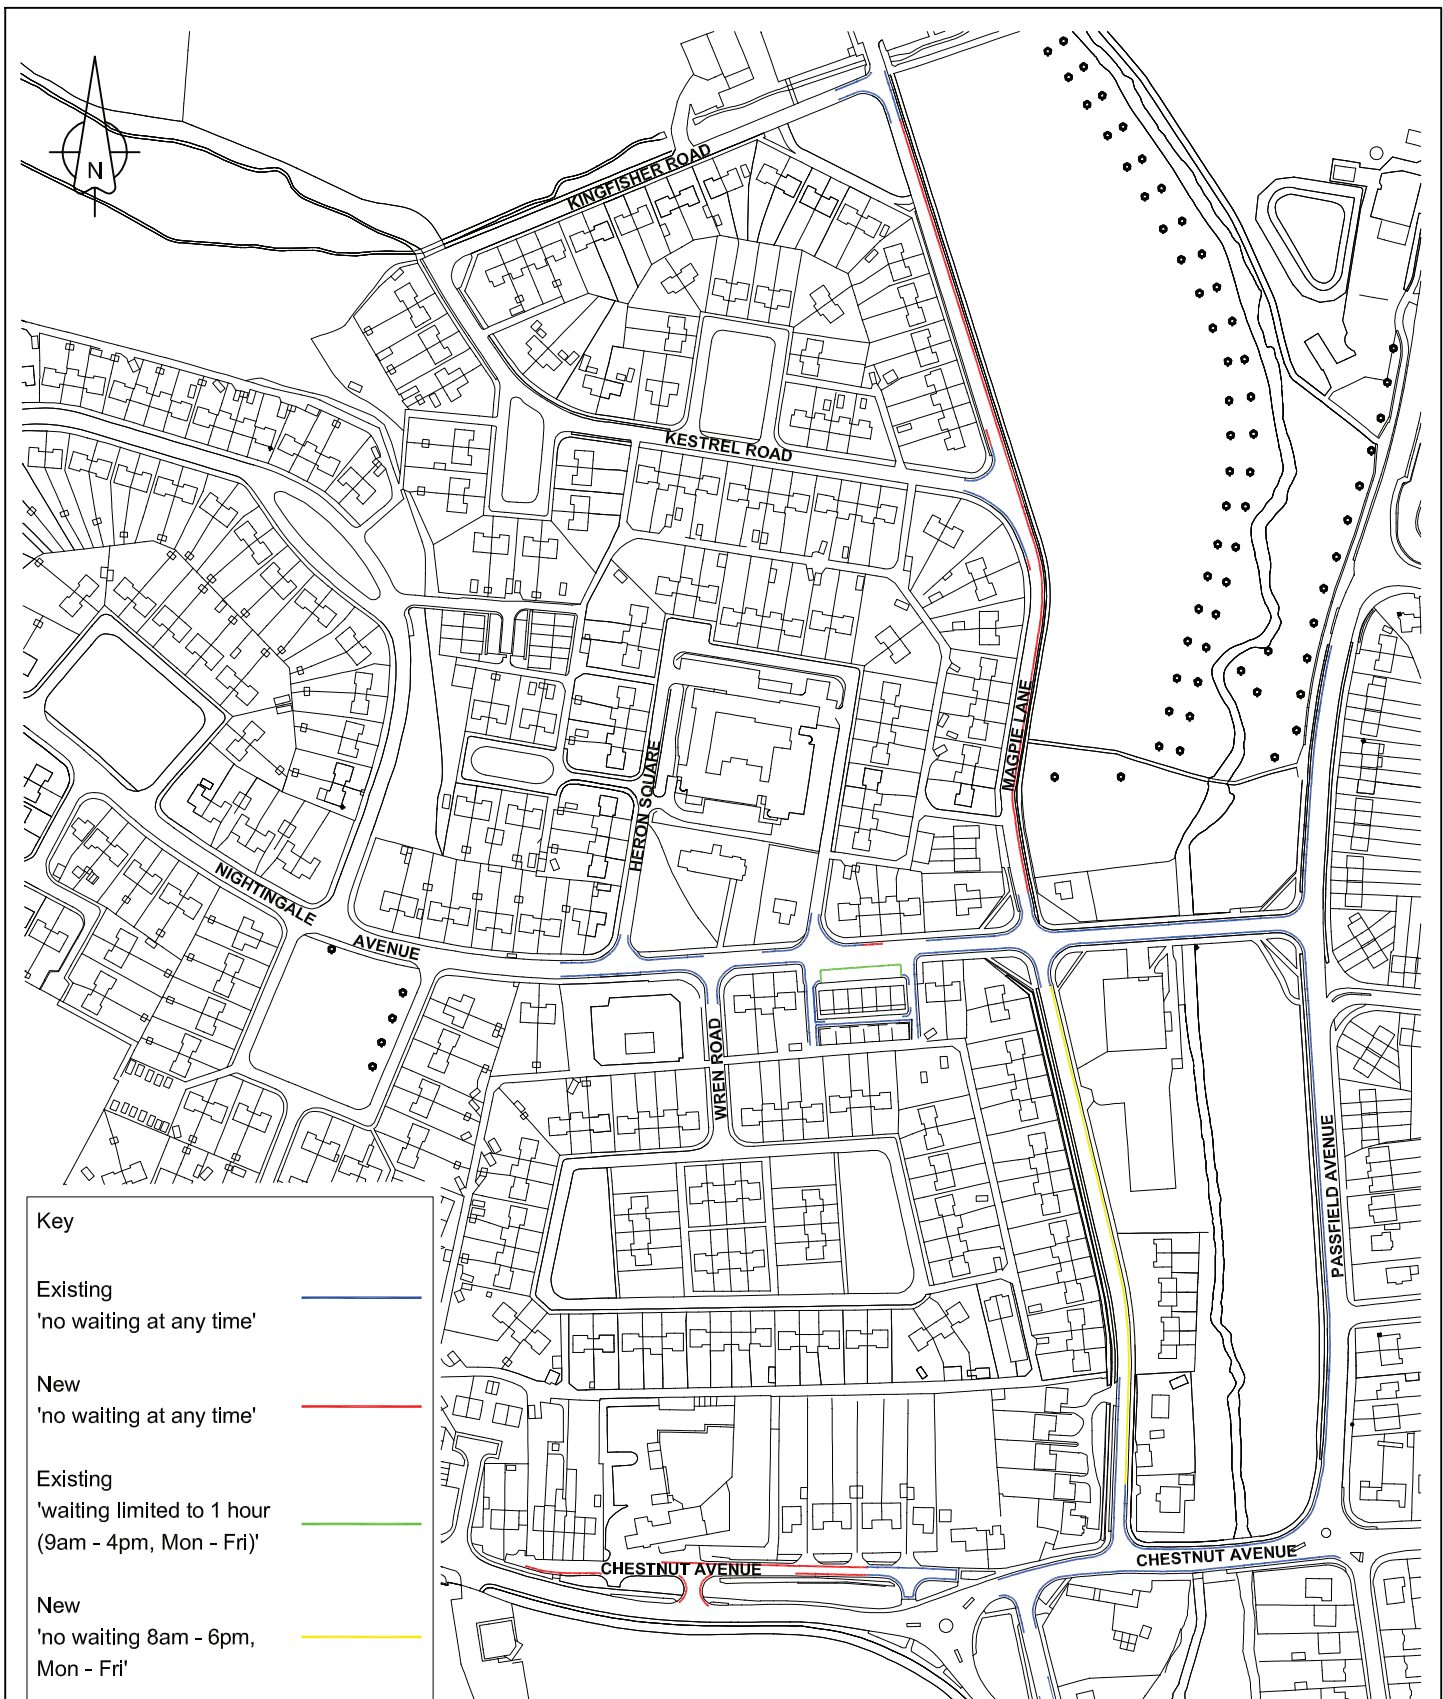 N
KINGFISHER ROAD
KESTREL ROAD
MAGPIE LANE
HERON SQUARE
NIGHTINGALE
AVENUE
WREN ROAD
PASSFIELD AVENUE
CHESTNUT AVENUE
CHESTNUT AVENUE
Key
Existing
'no waiting at any time'
New
'no waiting at any time'
Existing
'waiting limited to 1 hour
(9am - 4pm, Mon - Fri)'
New
'no waiting 8am - 6pm,
Mon - Fri'